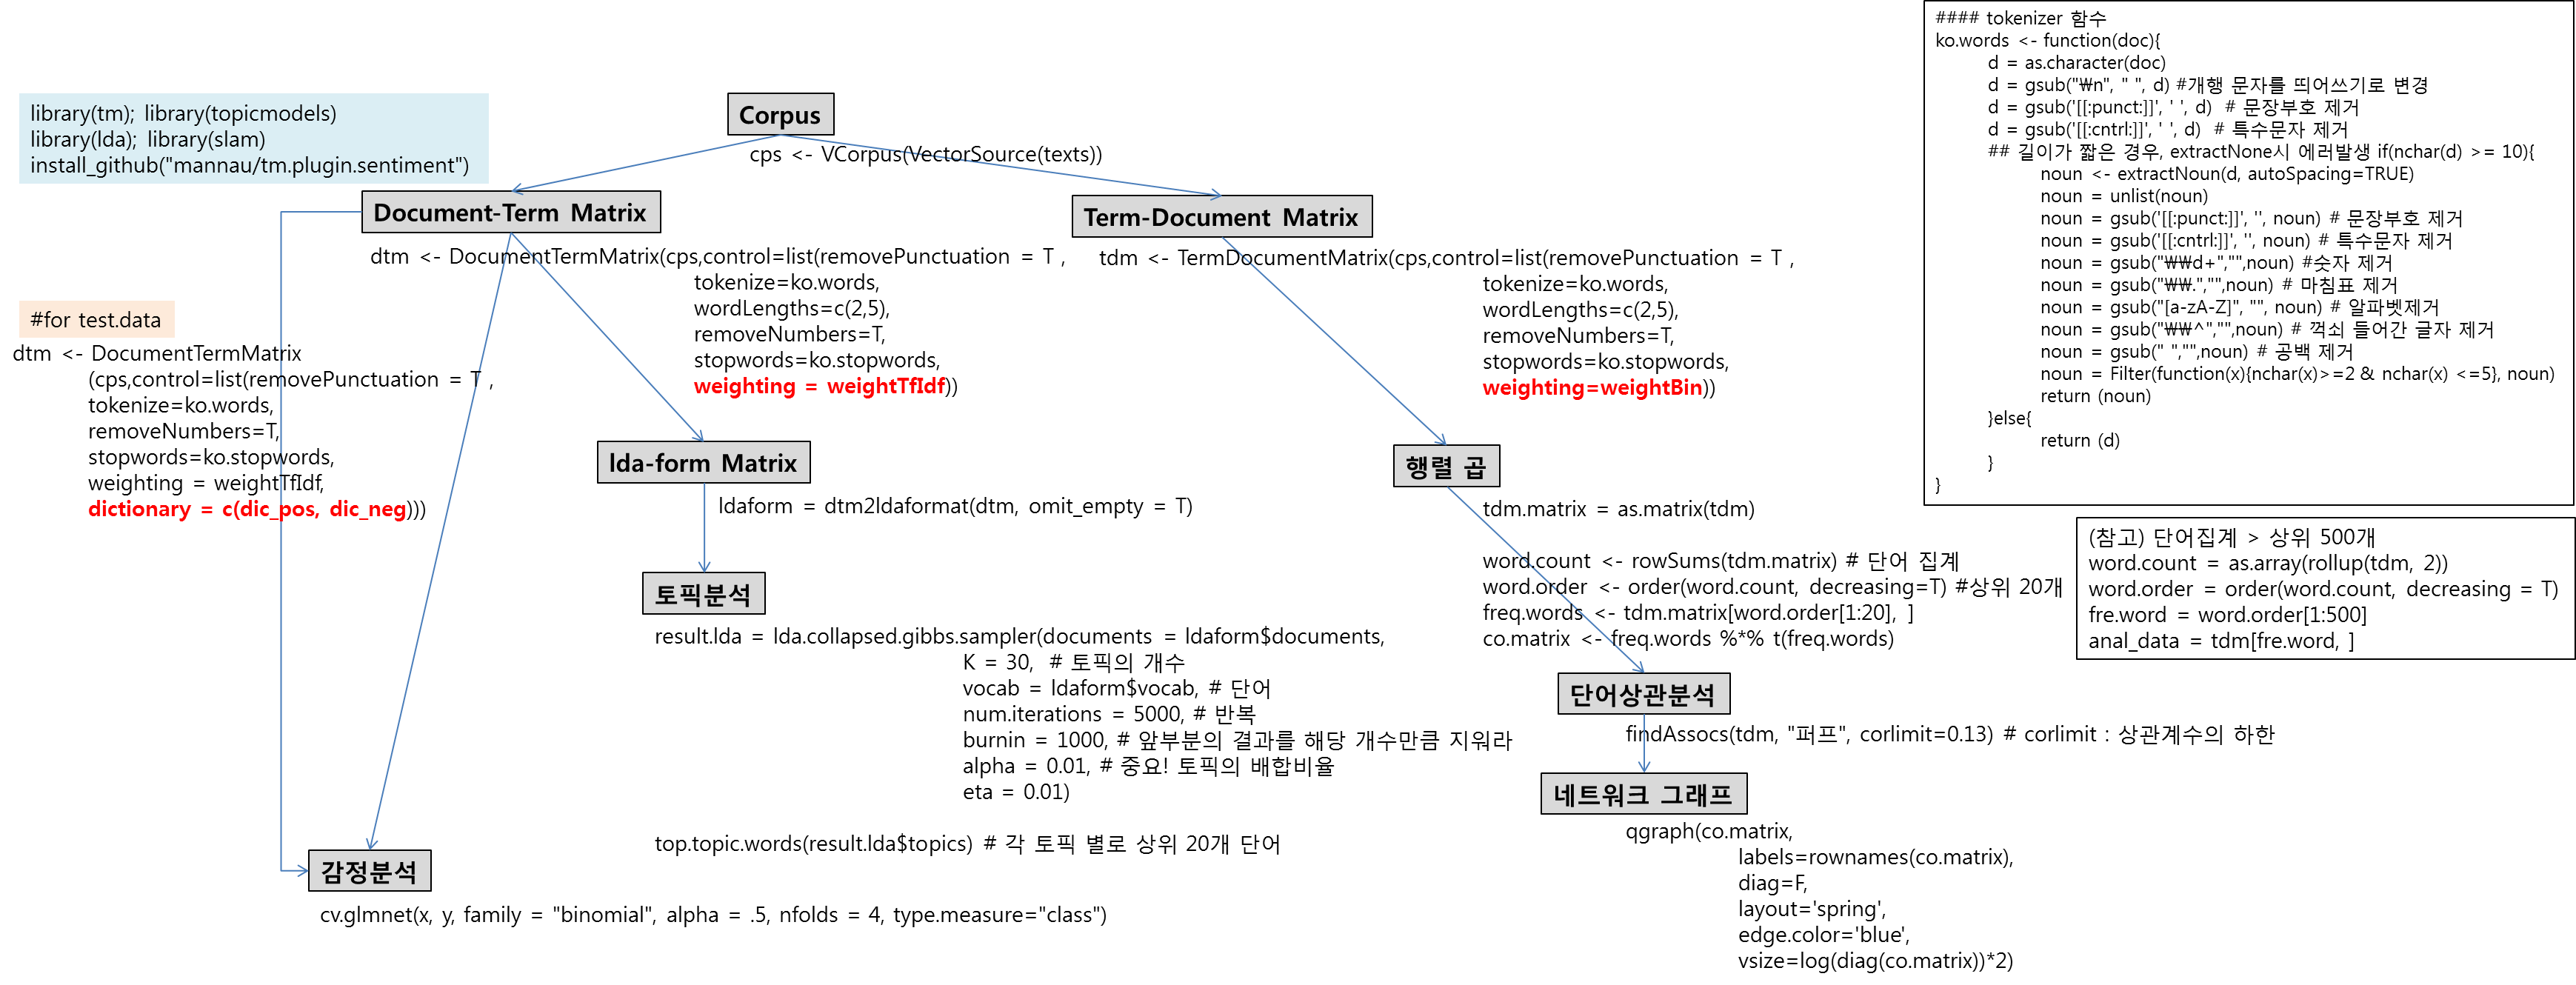 library(tm); library(topicmodels)
library(lda); library(slam)
install_github("mannau/tm.plugin.sentiment")
Corpus
cps <- VCorpus(VectorSource(texts))
Document-Term Matrix
dtm <- DocumentTermMatrix(cps,control=list(removePunctuation = T ,
tokenize=ko.words,
wordLengths=c(2,5),
removeNumbers=T,
stopwords=ko.stopwords,
weighting = weightTfIdf))
Term-Document Matrix
tdm <- TermDocumentMatrix(cps,control=list(removePunctuation = T ,
tokenize=ko.words,
wordLengths=c(2,5),
removeNumbers=T,
stopwords=ko.stopwords,
weighting=weightBin))
#for test.data
dtm <- DocumentTermMatrix
(cps,control=list(removePunctuation = T ,
tokenize=ko.words,
removeNumbers=T,
stopwords=ko.stopwords,
weighting = weightTfIdf,
dictionary = c(dic_pos, dic_neg)))
lda-form Matrix
ldaform = dtm2ldaformat(dtm, omit_empty = T)
토픽분석
result.lda = lda.collapsed.gibbs.sampler(documents = ldaform$documents,
K = 30, # 토픽의 개수
vocab = ldaform$vocab, # 단어
num.iterations = 5000, # 반복
burnin = 1000, # 앞부분의 결과를 해당 개수만큼 지워라
alpha = 0.01, # 중요! 토픽의 배합비율
eta = 0.01)
top.topic.words(result.lda$topics) # 각 토픽 별로 상위 20개 단어
감정분석
cv.glmnet(x, y, family = "binomial", alpha = .5, nfolds = 4, type.measure="class")
행렬 곱
tdm.matrix = as.matrix(tdm)
word.count <- rowSums(tdm.matrix) # 단어 집계
word.order <- order(word.count, decreasing=T) #상위 20개
freq.words <- tdm.matrix[word.order[1:20], ]
co.matrix <- freq.words %*% t(freq.words)
단어상관분석
findAssocs(tdm, "퍼프", corlimit=0.13) # corlimit : 상관계수의 하한
네트워크 그래프
qgraph(co.matrix,
labels=rownames(co.matrix),
diag=F,
layout='spring',
edge.color='blue',
vsize=log(diag(co.matrix))*2)
#### tokenizer 함수
ko.words <- function(doc){
d = as.character(doc)
d = gsub("₩n", " ", d) #개행 문자를 띄어쓰기로 변경
d = gsub('[[:punct:]]', ' ', d) # 문장부호 제거
d = gsub('[[:cntrl:]]', ' ', d) # 특수문자 제거
## 길이가 짧은 경우, extractNone시 에러발생 if(nchar(d) >= 10){
noun <- extractNoun(d, autoSpacing=TRUE)
noun = unlist(noun)
noun = gsub('[[:punct:]]', '', noun) # 문장부호 제거
noun = gsub('[[:cntrl:]]', '', noun) # 특수문자 제거
noun = gsub("₩₩d+","",noun) #숫자 제거
noun = gsub("₩₩.","",noun) # 마침표 제거
noun = gsub("[a-zA-Z]", "", noun) # 알파벳제거
noun = gsub("₩₩^","",noun) # 꺽쇠 들어간 글자 제거
noun = gsub(" ","",noun) # 공백 제거
noun = Filter(function(x){nchar(x)>=2 & nchar(x) <=5}, noun)
return (noun)
}else{
return (d)
}
}
(참고) 단어집계 > 상위 500개
word.count = as.array(rollup(tdm, 2))
word.order = order(word.count, decreasing = T)
fre.word = word.order[1:500]
anal_data = tdm[fre.word, ]